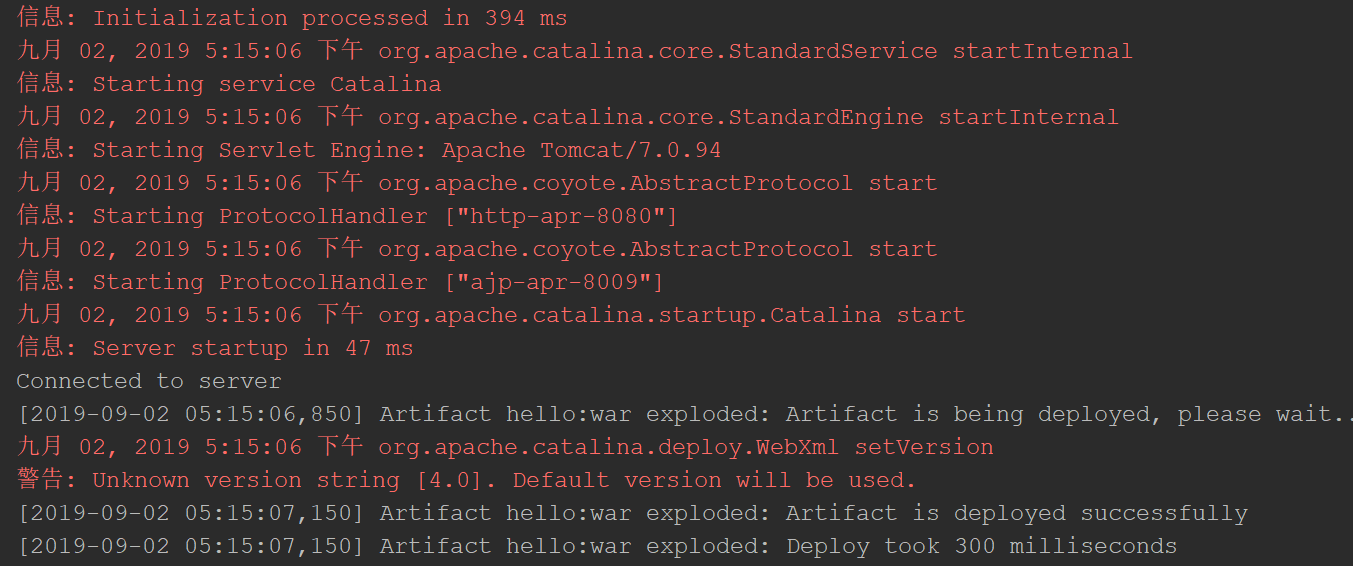 信息: Initialization processed in 394 ms
九月 02, 2019 5:15:06 下午 org.apache.catalina.core.StandardService startInternal
信息: Starting service Catalina
九月 02, 2019 5:15:06 下午 org.apache.catalina.core.StandardEngine startInternal
信息: Starting Servlet Engine: Apache Tomcat/7.0.94
九月 02, 2019 5:15:06 下午 org.apache.coyote.AbstractProtocol start
信息: Starting ProtocolHandler ["http-apr-8080"]
九月 02, 2019 5:15:06 下午 org.apache.coyote.AbstractProtocol start
信息: Starting ProtocolHandler ["ajp-apr-8009"]
九月 02, 2019 5:15:06 下午 org.apache.catalina.startup.Catalina start
信息: Server startup in 47 ms
Connected to server
[2019-09-02 05:15:06,850] Artifact hello:war exploded: Artifact is being deployed, please wait..
九月 02, 2019 5:15:06 下午 org.apache.catalina.deploy.WebXml setVersion
警告: Unknown version string [4.0]. Default version will be used.
[2019-09-02 05:15:07,150] Artifact hello:war exploded: Artifact is deployed successfully
[2019-09-02 05:15:07,150] Artifact hello:war exploded: Deploy took 300 milliseconds